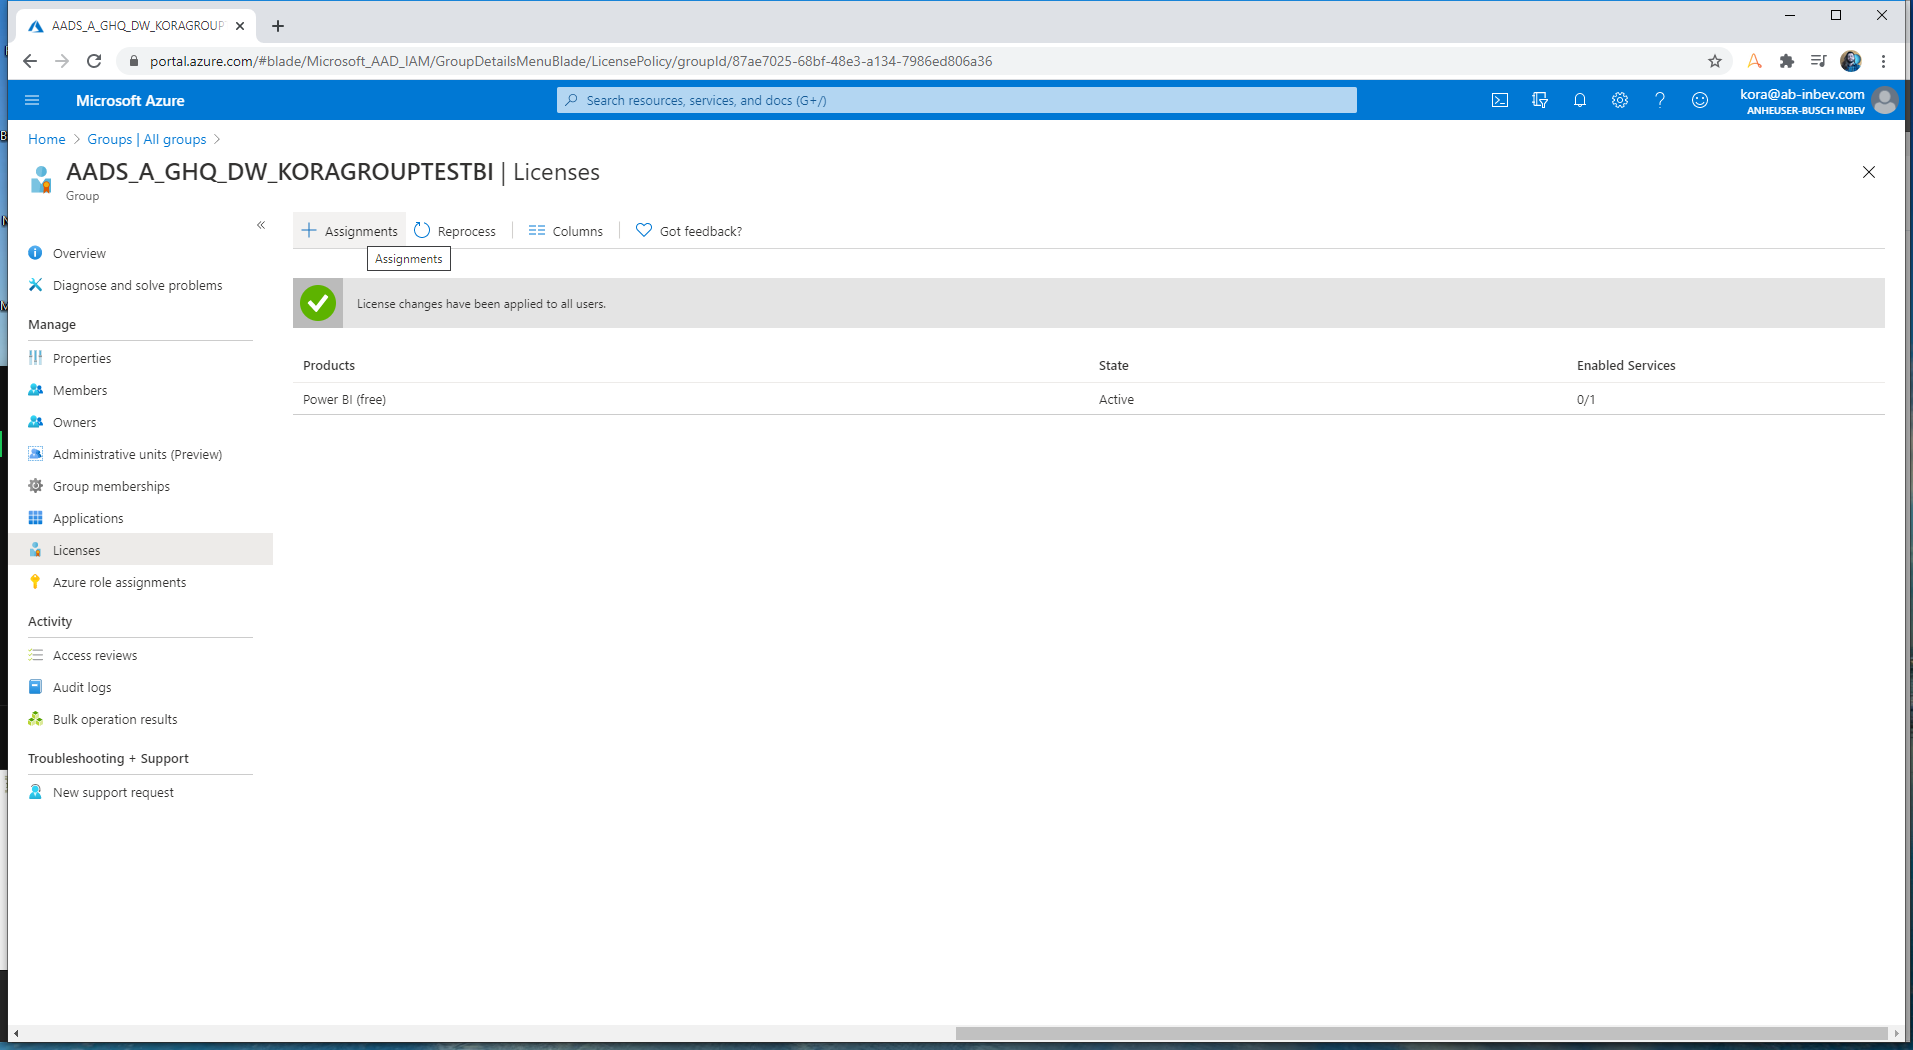 AADS_A_GHQ_DW_KORAGROUP
portal.azure.com/#blade/Microsoft_AAD_IAM/GroupDetailsMenuBlade/LicensePolicy/groupId/87ae7025-68bf-48e3-a134-7986ed806a36
Microsoft Azure
Search resources, services, and docs (G+/)
kora@ab-inbev.com
ANHEUSER-BUSCH INBEV
Home > Groups | All groups >
AADS_A_GHQ_DW_KORAGROUPTESTBI | Licenses
Group
Assignments
Reprocess
Columns
Got feedback?
Assignments
License changes have been applied to all users.
Products State Enabled Services
Power BI (free) Active 0/1
Overview
Diagnose and solve problems
Manage
Properties
Members
Owners
Administrative units (Preview)
Group memberships
Applications
Licenses
Azure role assignments
Activity
Access reviews
Audit logs
Bulk operation results
Troubleshooting + Support
New support request